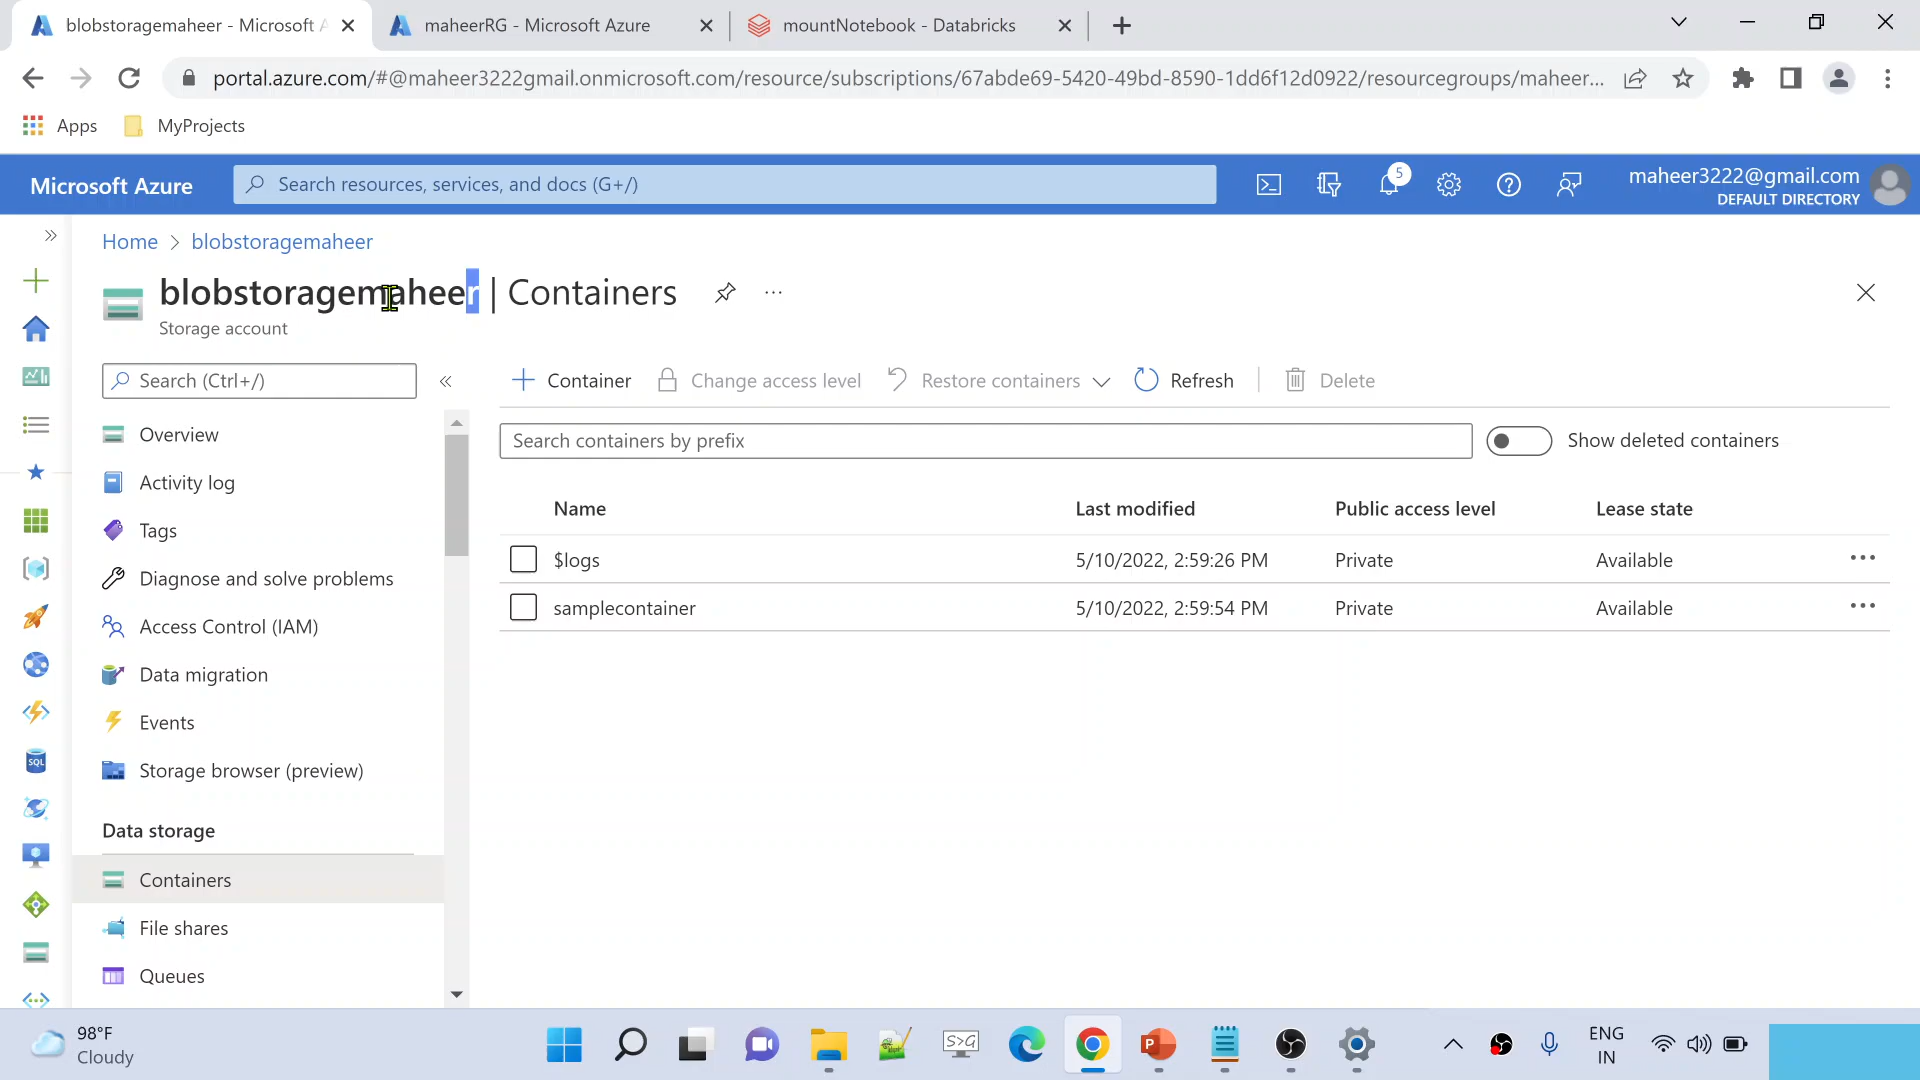 blobstoragemaheer - Microsoft A
maheerRG - Microsoft Azure
mountNotebook - Databricks
portal.azure.com/#@maheer3222gmail.onmicrosoft.com/resource/subscriptions/67abde69-5420-49bd-8590-1dd6f12d0922/resourcegroups/maheer...
Apps
MyProjects
Microsoft Azure
Search resources, services, and docs (G+/)
5
maheer3222@gmail.com
DEFAULT DIRECTORY
Home > blobstoragemaheer
blobstoragemaheer | Containers
Storage account
Search (Ctrl+/)
Overview
Activity log
Tags
Diagnose and solve problems
Access Control (IAM)
Data migration
Events
Storage browser (preview)
Data storage
Containers
File shares
Queues
Container
Change access level
Restore containers
Refresh
Delete
Search containers by prefix
Show deleted containers
Name Last modified Public access level Lease state
$logs 5/10/2022, 2:59:26 PM Private Available
samplecontainer 5/10/2022, 2:59:54 PM Private Available
SQL
98°F
Cloudy
S>G
P
ENG
IN